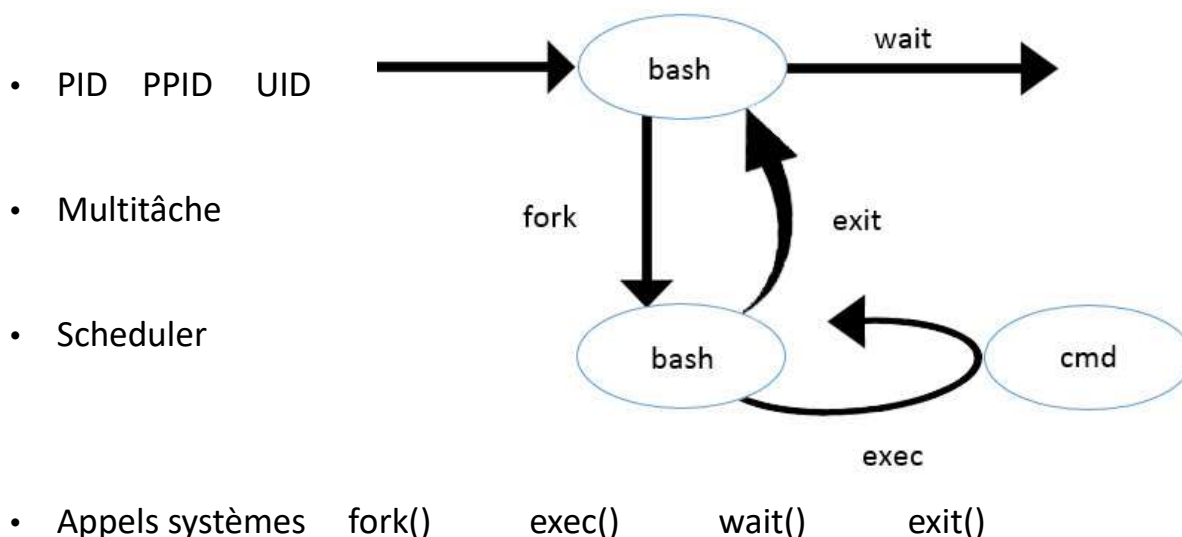 wait
bash
• PID PPID UID
• Multitâche
fork
exit
• Scheduler
bash
cmd
exec
• Appels systèmes fork() exec() wait() exit()